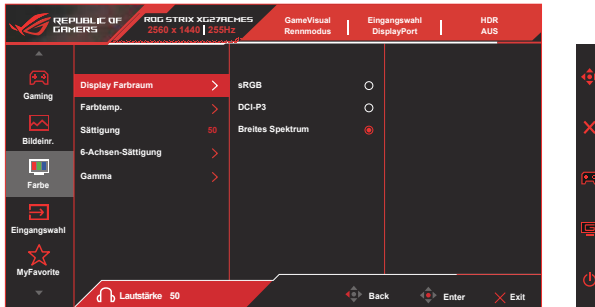 REPUBLIC OF
GAMERS
ROG STRIX XG27ACMES
2560 x 1440 255Hz
GameVisual
Rennmodus
Eingangswahl
DisplayPort
HDR
AUS
Gaming
Bildeinr.
Farbe
Eingangswahl
MyFavorite
Display Farbraum
Farbtemp.
Sättigung 50
6-Achsen-Sättigung
Gamma
sRGB
DCI-P3
Breites Spektrum
Lautstärke 50
Back
Enter
Exit